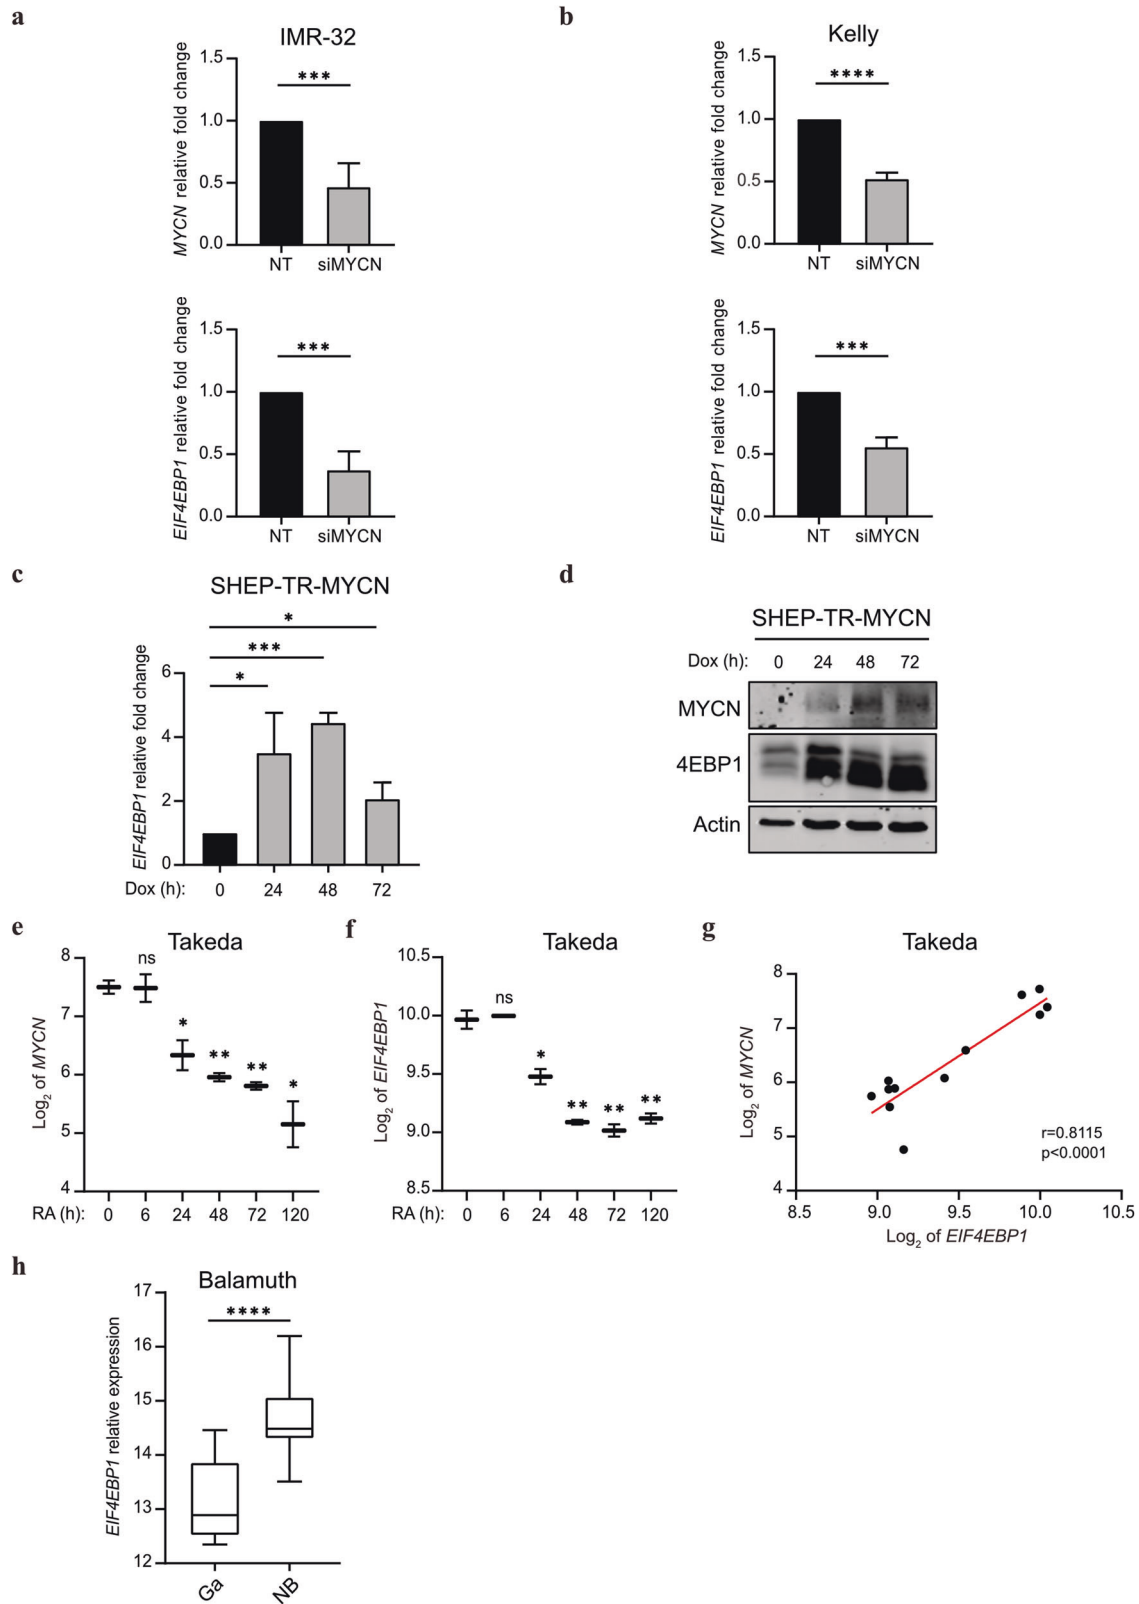 a
IMR-32
MYCN relative fold change
1.5
1.0
0.5
0.0
***
NT siMYCN
EIF4EBP1 relative fold change
1.5
1.0
0.5
0.0
***
NT siMYCN
b
Kelly
MYCN relative fold change
1.5
1.0
0.5
0.0
****
NT siMYCN
EIF4EBP1 relative fold change
1.5
1.0
0.5
0.0
***
NT siMYCN
c
SHEP-TR-MYCN
EIF4EBP1 relative fold change
*
***
*
6
4
2
0
Dox (h): 0 24 48 72
d
SHEP-TR-MYCN
Dox (h): 0 24 48 72
MYCN
4EBP1
Actin
e
Takeda
Log2 of MYCN
8
7
6
5
4
ns
*
**
**
*
RA (h): 0 6 24 48 72 120
f
Takeda
Log2 of EIF4EBP1
10.5
10.0
9.5
9.0
8.5
ns
*
**
**
**
RA (h): 0 6 24 48 72 120
g
Takeda
Log2 of MYCN
8
7
6
5
4
r=0.8115
p<0.0001
8.5 9.0 9.5 10.0 10.5
Log2 of EIF4EBP1
h
Balamuth
EIF4EBP1 relative expression
17
16
15
14
13
12
****
Ga NB